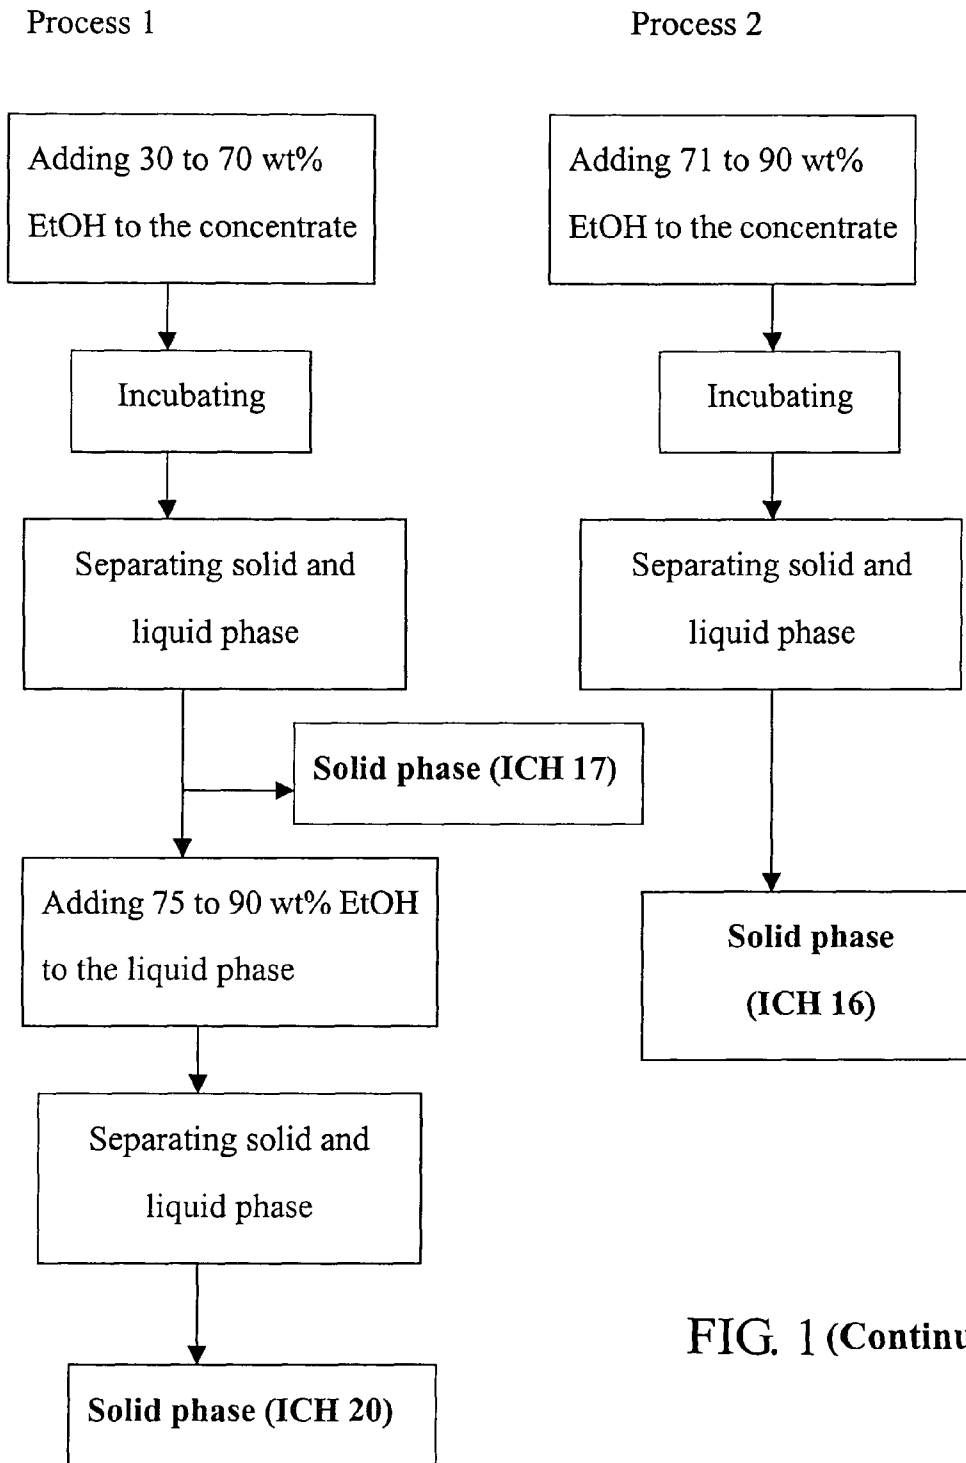 Process 1
Process 2
Adding 30 to 70 wt%
EtOH to the concentrate
Adding 71 to 90 wt%
EtOH to the concentrate
Incubating
Incubating
Separating solid and
liquid phase
Separating solid and
liquid phase
Solid phase (ICH 17)
Adding 75 to 90 wt% EtOH
to the liquid phase
Solid phase
(ICH 16)
Separating solid and
liquid phase
FIG. 1 (Continu
Solid phase (ICH 20)